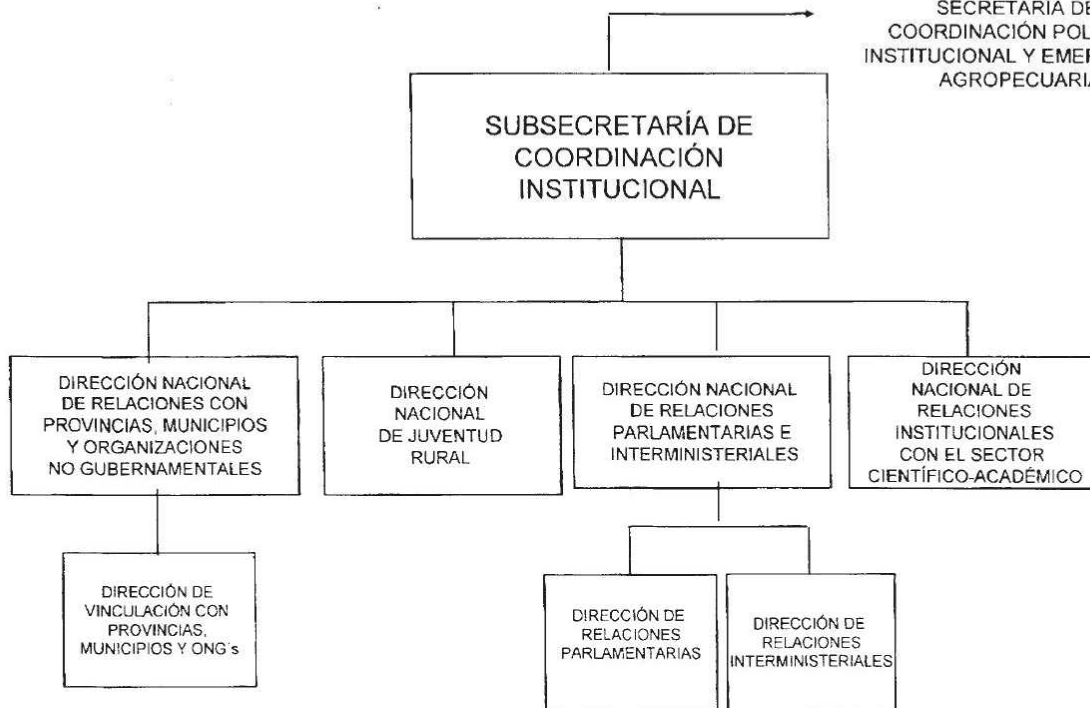 SECRETARÍA DE
COORDINACIÓN
INSTITUCIONAL Y
AGROPECUARIA
SUBSECRETARÍA DE
COORDINACIÓN
INSTITUCIONAL
DIRECCIÓN NACIONAL
DE RELACIONES CON
PROVINCIAS, MUNICIPIOS
Y ORGANIZACIONES
NO GUBERNAMENTALES
DIRECCIÓN
NACIONAL
DE JUVENTUD
RURAL
DIRECCIÓN NACIONAL
DE RELACIONES
PARLAMENTARIAS E
INTERMINISTERIALES
DIRECCIÓN
NACIONAL DE
RELACIONES
INSTITUCIONALES
CON EL SECTOR
CIENTÍFICO-ACADÉMICO
DIRECCIÓN DE
VINCULACIÓN CON
PROVINCIAS,
MUNICIPIOS Y ONG´s
DIRECCIÓN DE
RELACIONES
PARLAMENTARIAS
DIRECCIÓN DE
RELACIONES
INTERMINISTERIALES